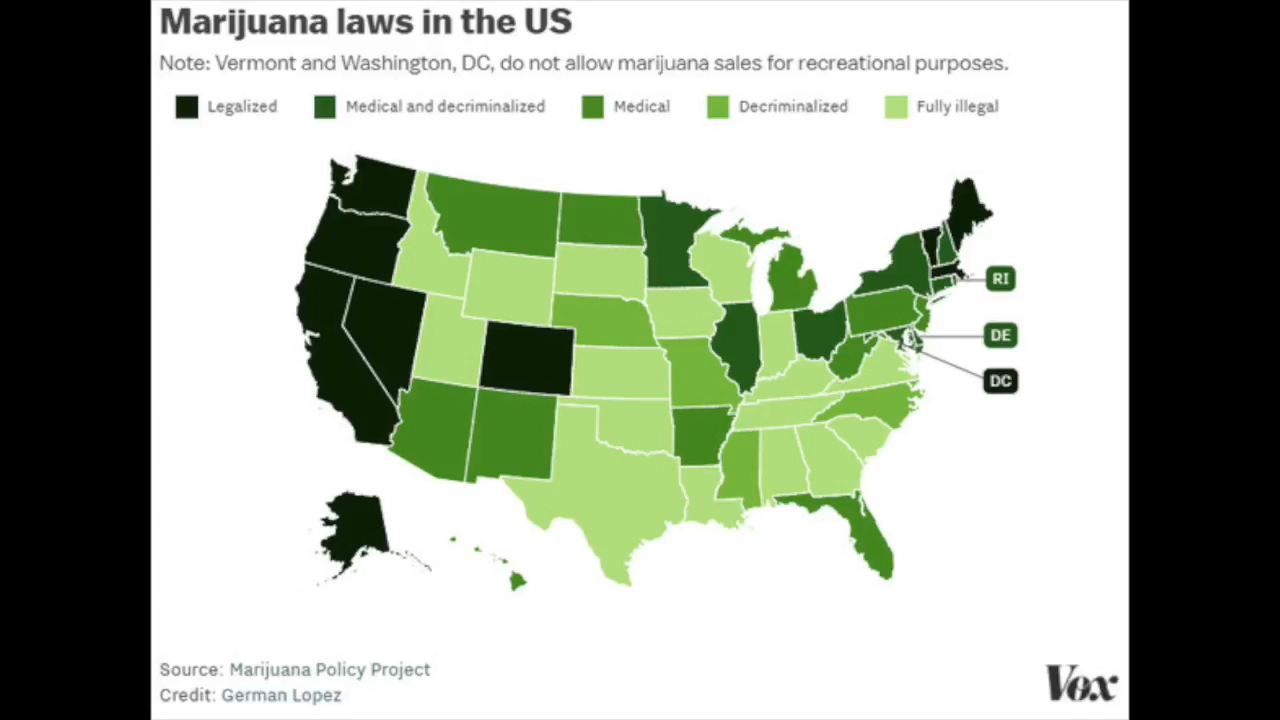 Marijuana laws in the US
Note: Vermont and Washington, DC, do not allow marijuana sales for recreational purposes.
Legalized Medical and decriminalized Medical Decriminalized Fully illegal
RI
DE
DC
Source: Marijuana Policy Project
Credit: German Lopez
Vox